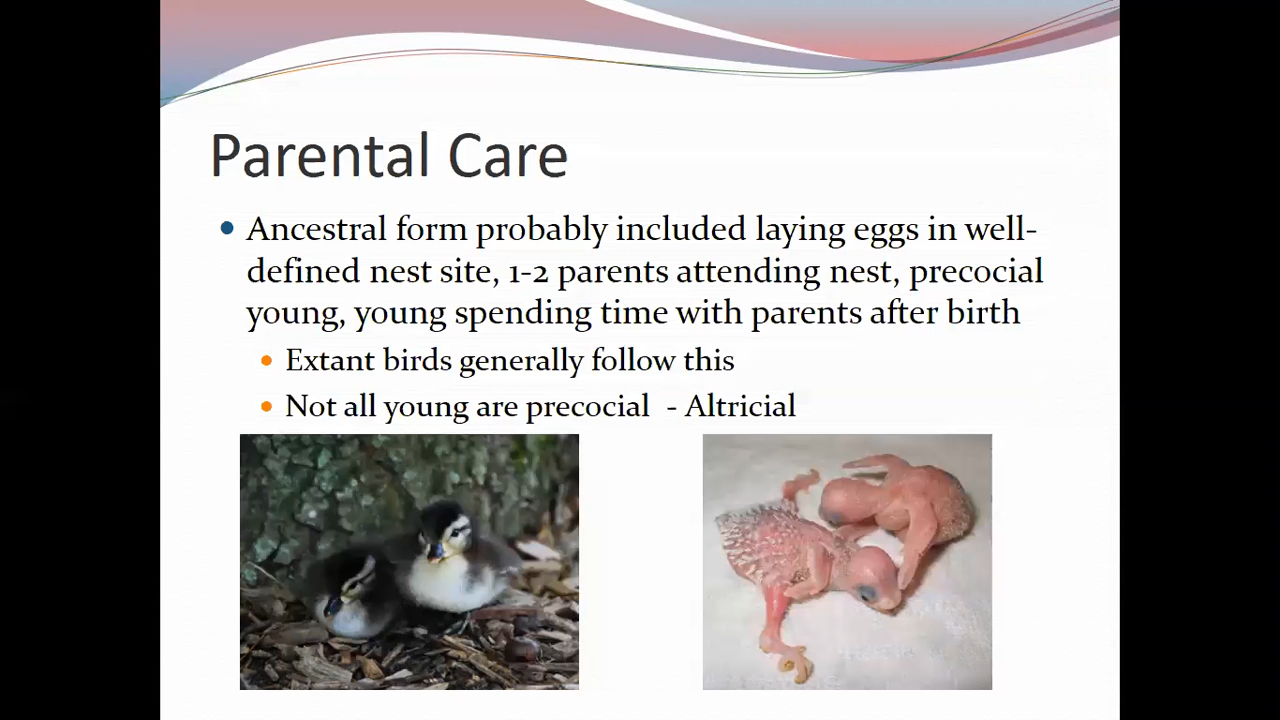 Parental Care
• Ancestral form probably included laying eggs in well-
defined nest site, 1-2 parents attending nest, precocial
young, young spending time with parents after birth
• Extant birds generally follow this
• Not all young are precocial - Altricial